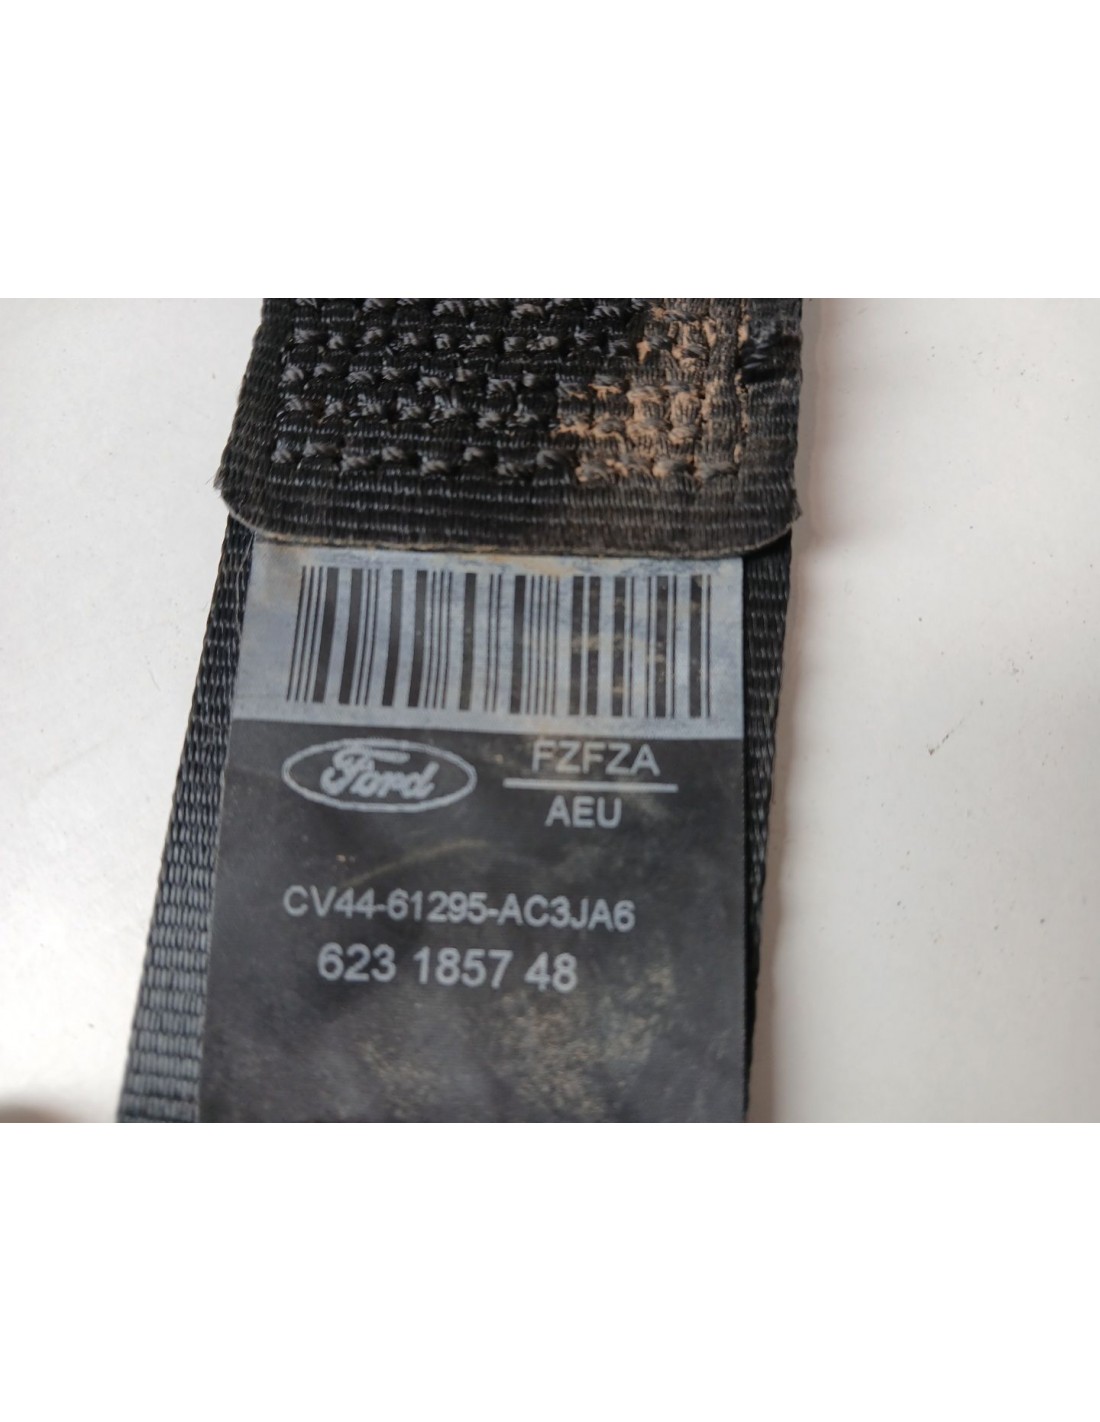 Ford
FZFZA
AEU
CV44-61295-AC3JA6
623 1857 48